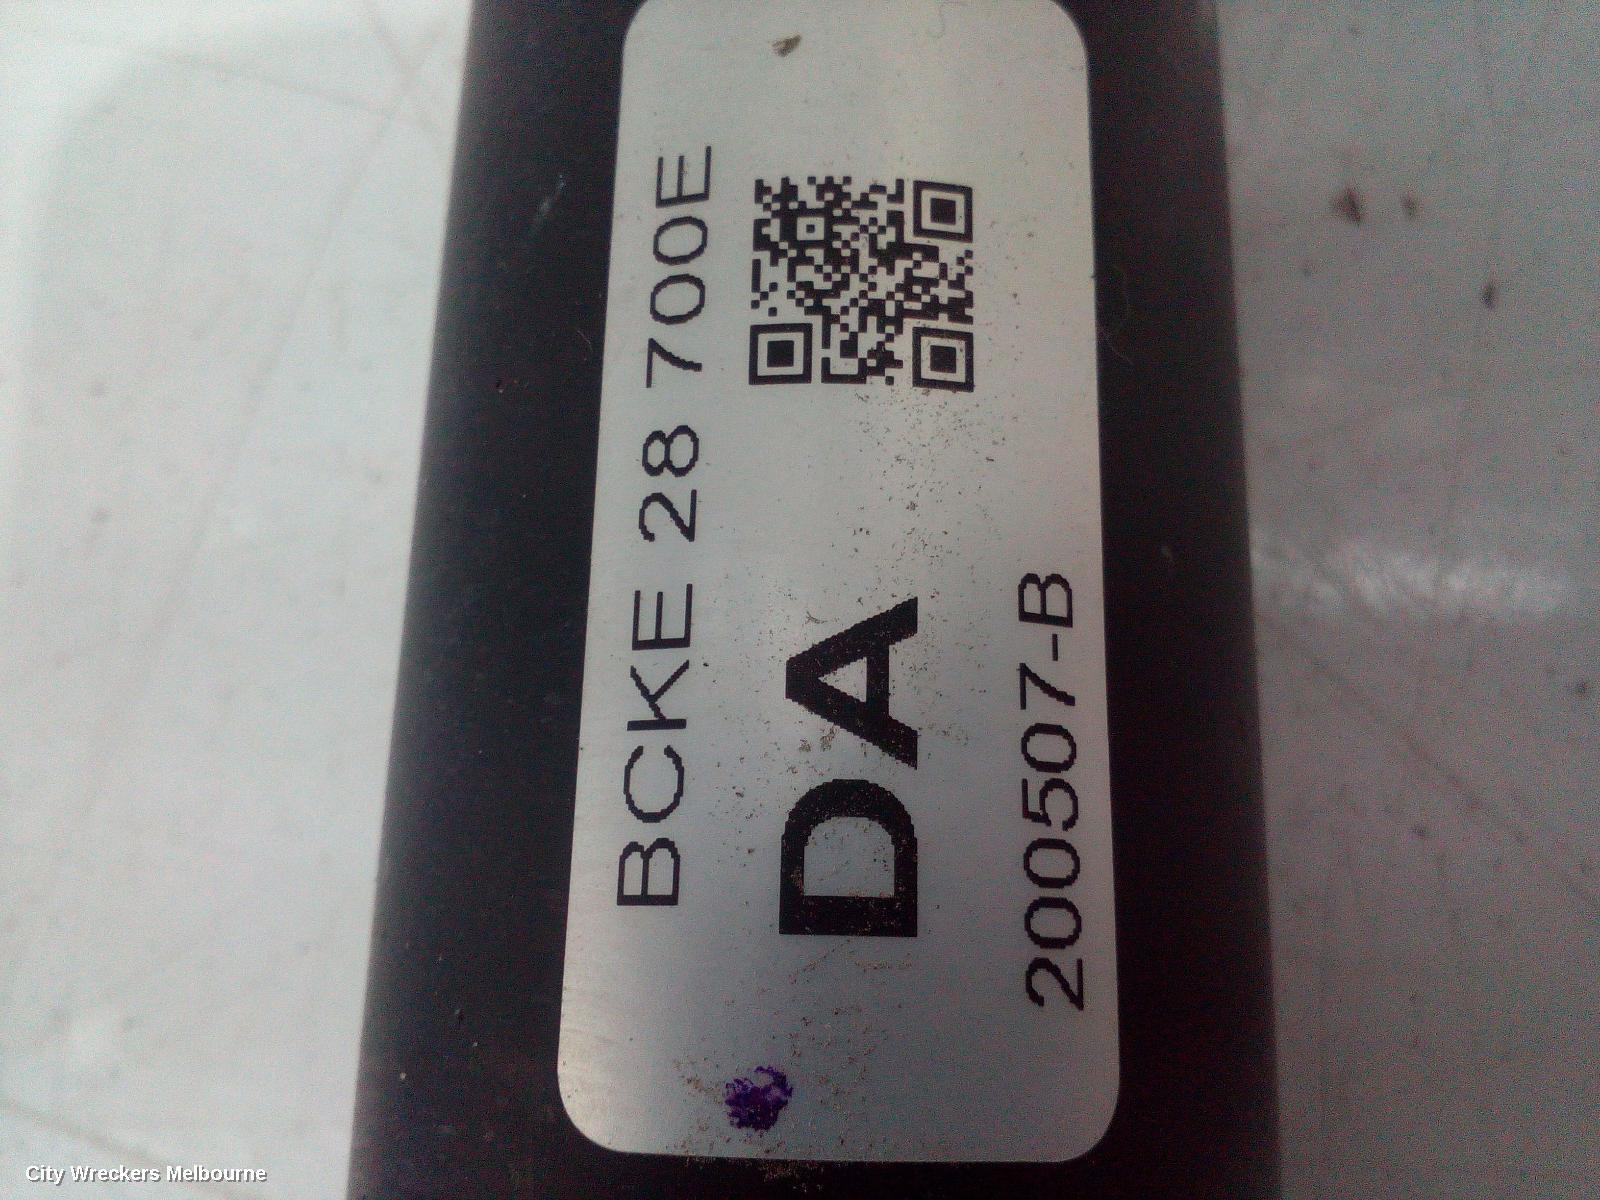 BCKE 28 700E
DA
200507-B
City Wreckers Melbourne